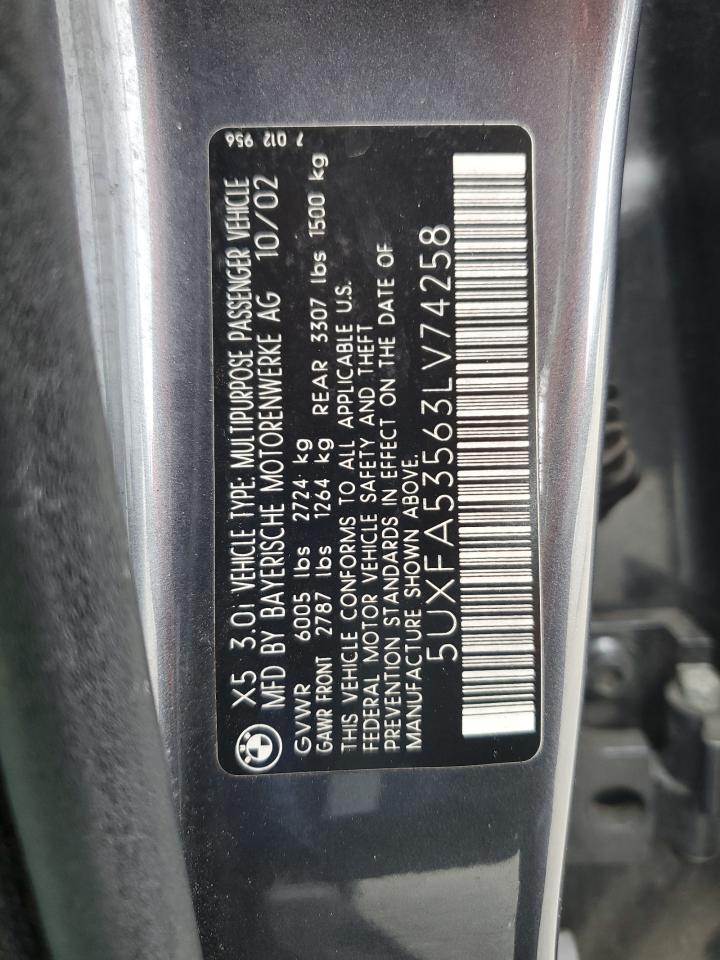 7 012 956
X5 3.0i VEHICLE TYPE: MULTIPURPOSE PASSENGER VEHICLE
MFD BY BAYERISCHE MOTORENWERKE AG 10/02
GVWR 6005 lbs 2724 kg
GAWR FRONT 2787 lbs 1264 kg REAR 3307 lbs 1500 kg
THIS VEHICLE CONFORMS TO ALL APPLICABLE U.S.
FEDERAL MOTOR VEHICLE SAFETY AND THEFT
PREVENTION STANDARDS IN EFFECT ON THE DATE OF
MANUFACTURE SHOWN ABOVE.
5UXFA53563LV74258